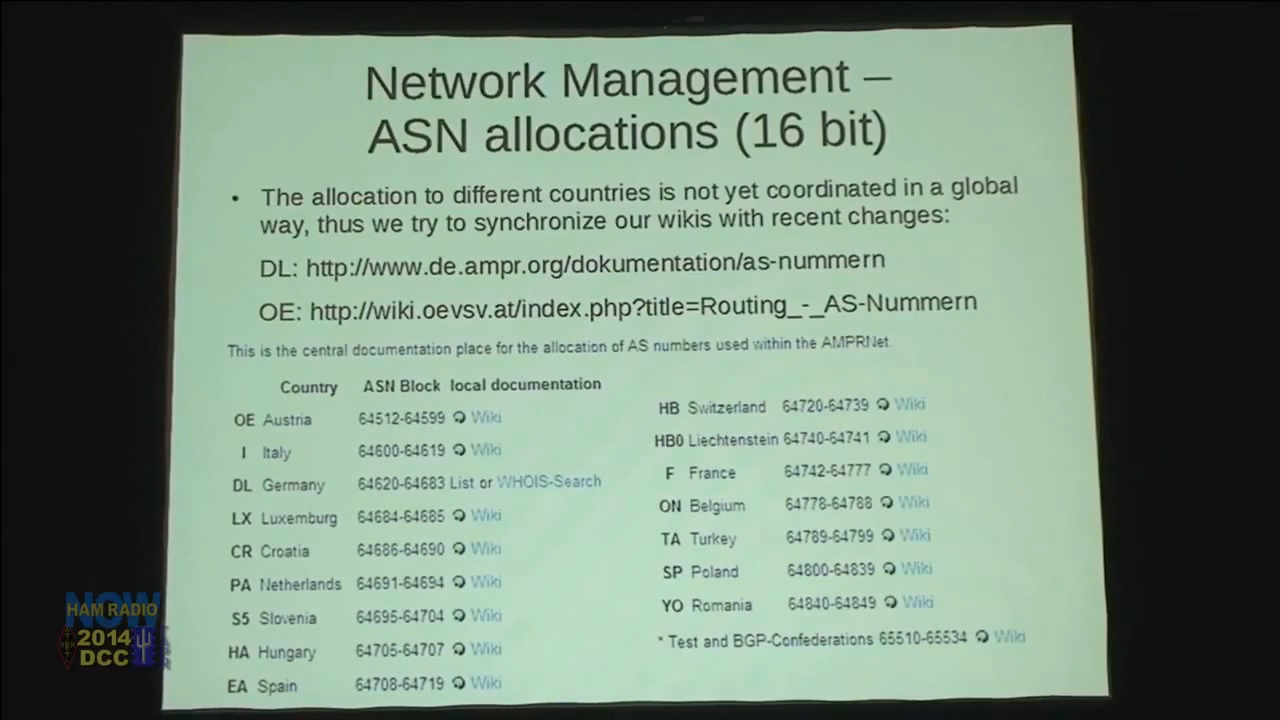 Network Management –
ASN allocations (16 bit)
• The allocation to different countries is not yet coordinated in a global
way, thus we try to synchronize our wikis with recent changes:
DL: http://www.de.ampr.org/dokumentation/as-nummern
OE: http://wiki.oevsv.at/index.php?title=Routing_-_AS-Nummern
This is the central documentation place for the allocation of AS numbers used within the AMPRNet.
Country ASN Block local documentation
OE Austria 64512-64599 Wiki
I Italy 64600-64619 Wiki
DL Germany 64620-64683 List or WHOIS-Search
LX Luxemburg 64684-64685 Wiki
CR Croatia 64686-64690 Wiki
PA Netherlands 64691-64694 Wiki
S5 Slovenia 64695-64704 Wiki
HA Hungary 64705-64707 Wiki
EA Spain 64708-64719 Wiki
HB Switzerland 64720-64739 Wiki
HB0 Liechtenstein 64740-64741 Wiki
F France 64742-64777 Wiki
ON Belgium 64778-64788 Wiki
TA Turkey 64789-64799 Wiki
SP Poland 64800-64839 Wiki
YO Romania 64840-64849 Wiki
* Test and BGP-Confederations 65510-65534 Wiki
NOW
HAM RADIO
2014
DCC